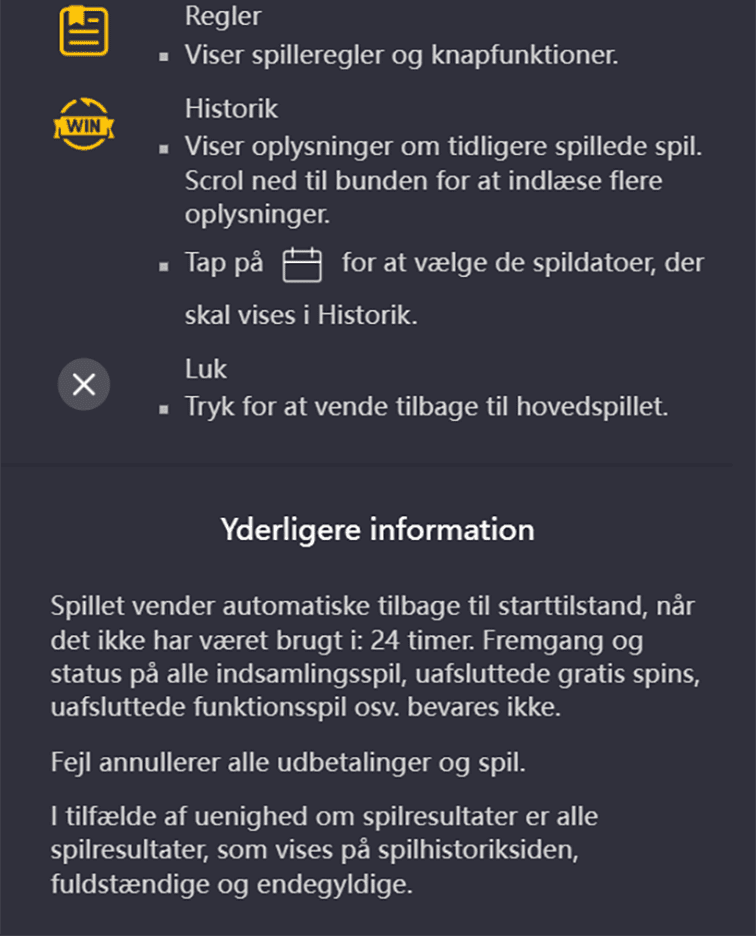 Regler
▪ Viser spilleregler og knapfunktioner.
WIN
Historik
▪ Viser oplysninger om tidligere spillede spil.
Scrol ned til bunden for at indlæse flere
oplysninger.
▪ Tap på for at vælge de spildatoer, der
skal vises i Historik.
Luk
▪ Tryk for at vende tilbage til hovedspillet.
Yderligere information
Spillet vender automatiske tilbage til starttilstand, når
det ikke har været brugt i: 24 timer. Fremgang og
status på alle indsamlingsspil, uafsluttede gratis spins,
uafsluttede funktionsspil osv. bevares ikke.
Fejl annullerer alle udbetalinger og spil.
I tilfælde af uenighed om spilresultater er alle
spilresultater, som vises på spilhistoriksiden,
fuldstændige og endegyldige.